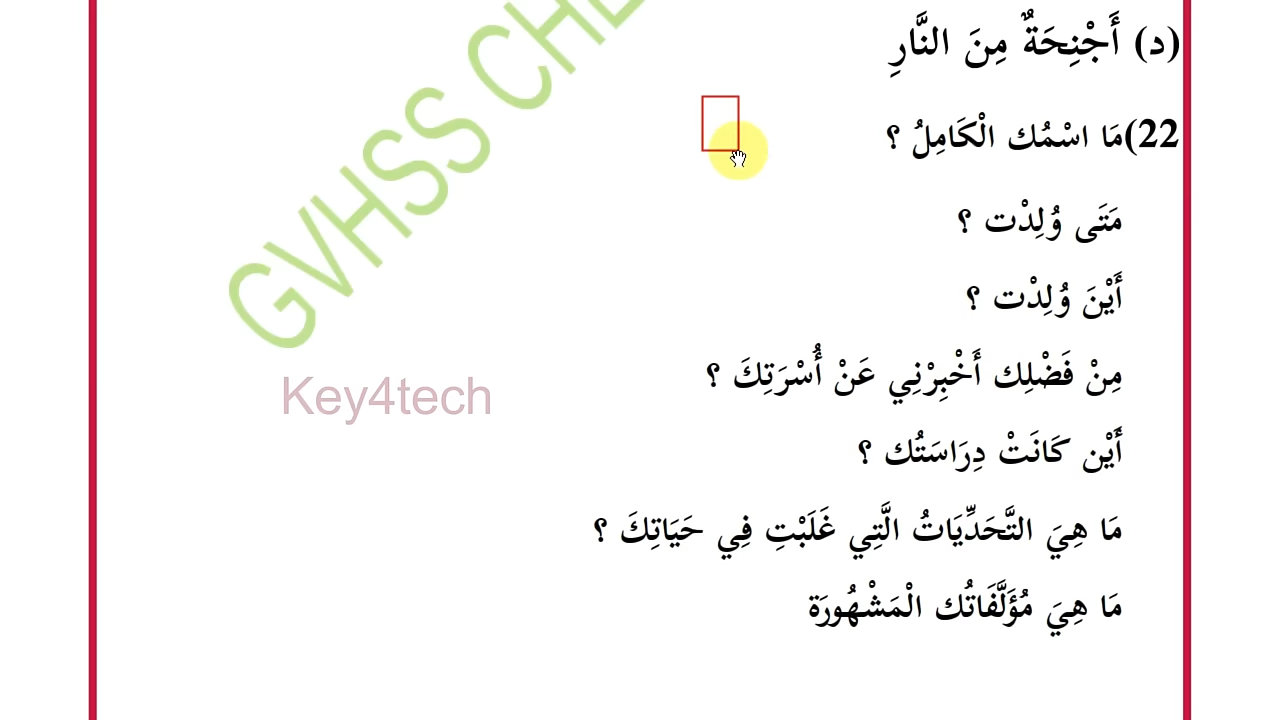 (د) أَجْنِحَةٌ مِنَ النَّارِ
22)مَا اسْمُك الْكَامِلُ ؟
مَتَى وُلِدْت ؟
أَيْنَ وُلِدْت ؟
مِنْ فَضْلِك أَخْبِرْنِي عَنْ أُسْرَتِكَ ؟
أَيْن كَانَتْ دِرَاسَتُك ؟
مَا هِيَ التَّحَدِّيَاتُ الَّتِي غَلَبْتِ فِي حَيَاتِكَ ؟
مَا هِيَ مُؤَلَّفَاتُك الْمَشْهُورَة
GVHSS CHE
Key4tech